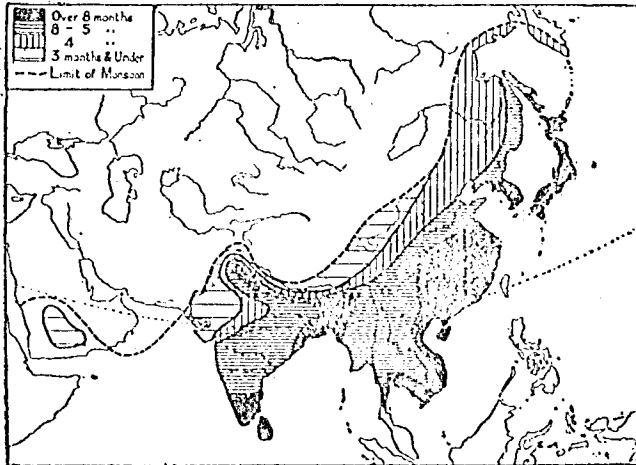 Over 8 months
8 - 5 "
4 "
3 months & Under
Limit of Monsoon